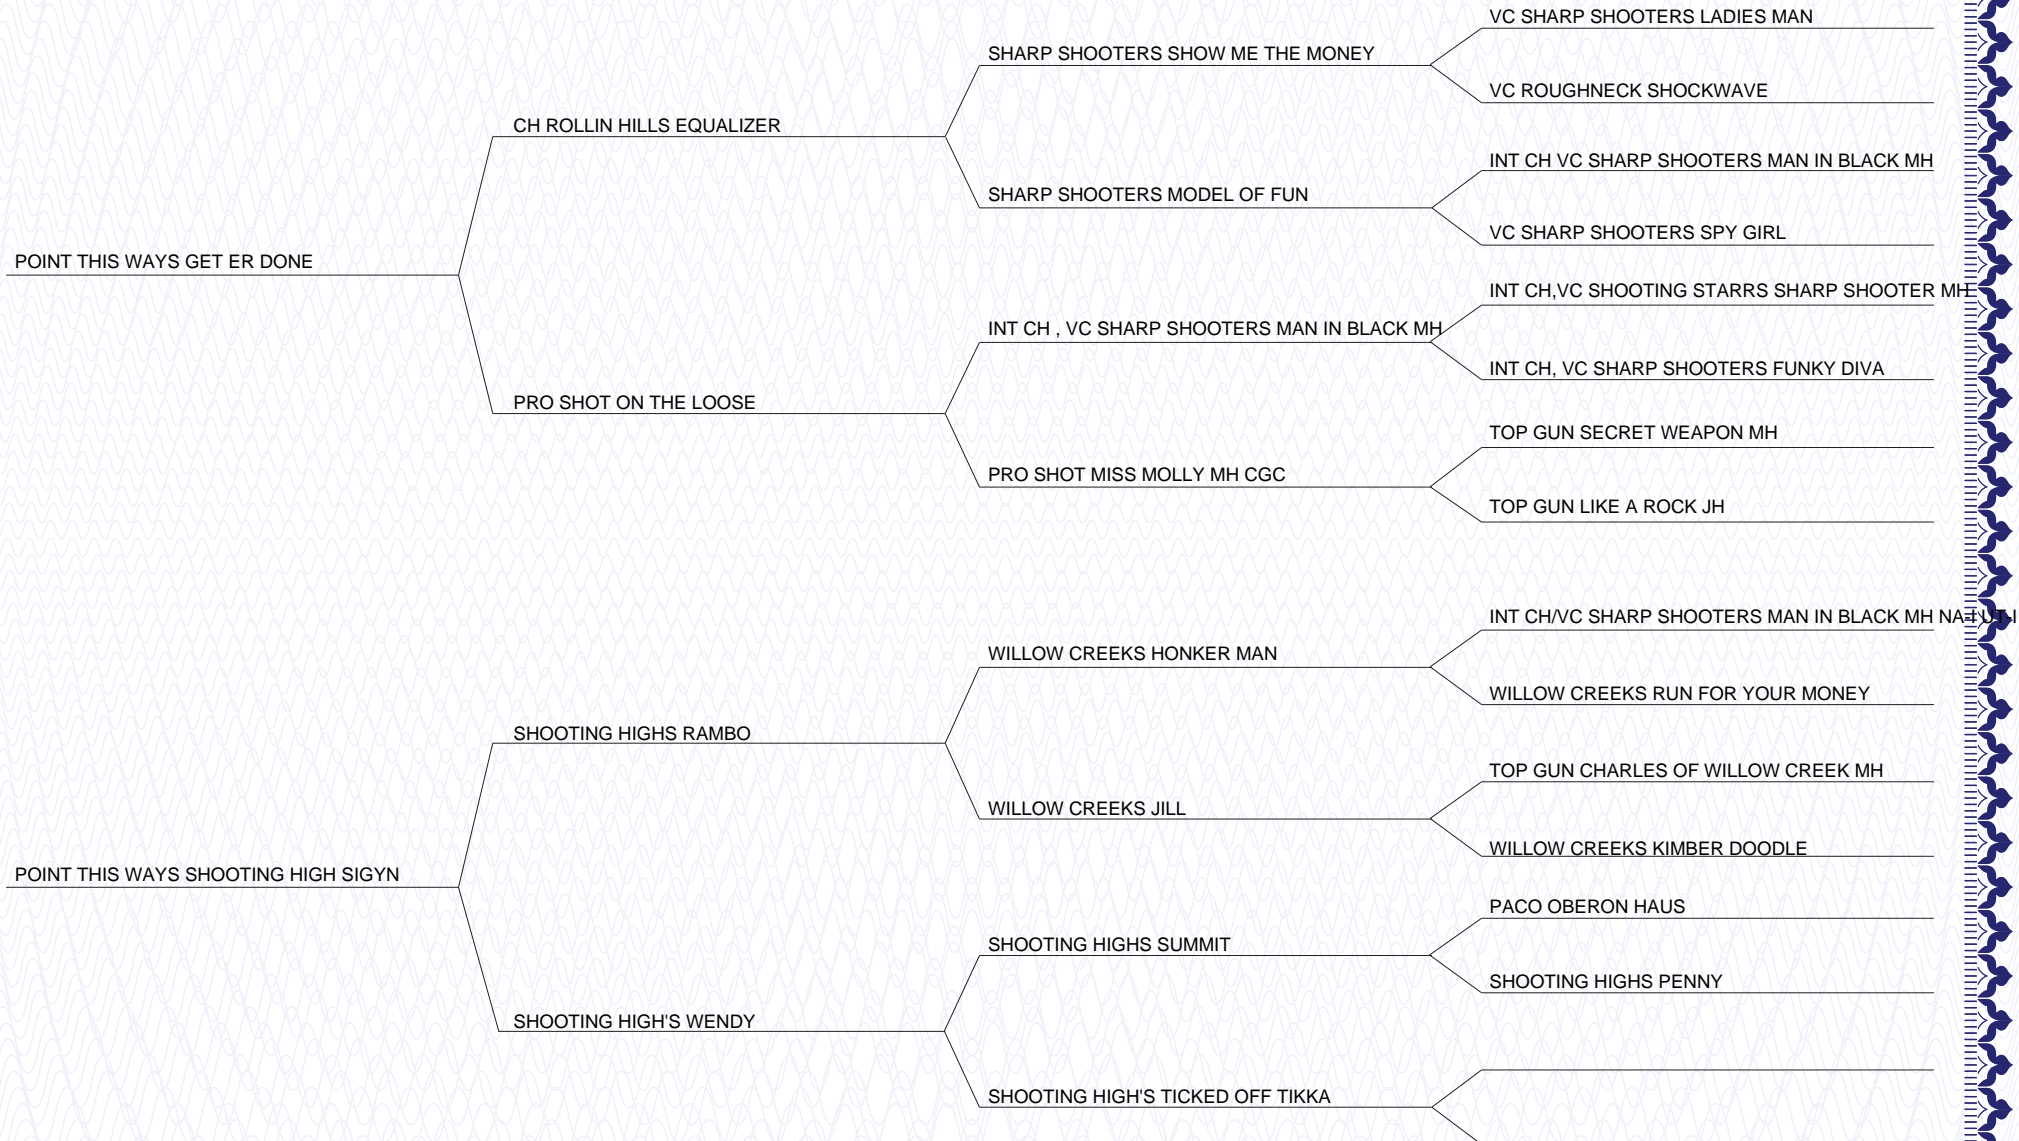 VC SHARP SHOOTERS LADIES MAN
SHARP SHOOTERS SHOW ME THE MONEY
VC ROUGHNECK SHOCKWAVE
CH ROLLIN HILLS EQUALIZER
INT CH VC SHARP SHOOTERS MAN IN BLACK MH
SHARP SHOOTERS MODEL OF FUN
VC SHARP SHOOTERS SPY GIRL
POINT THIS WAYS GET ER DONE
INT CH,VC SHOOTING STARRS SHARP SHOOTER MH
INT CH , VC SHARP SHOOTERS MAN IN BLACK MH
INT CH, VC SHARP SHOOTERS FUNKY DIVA
PRO SHOT ON THE LOOSE
TOP GUN SECRET WEAPON MH
PRO SHOT MISS MOLLY MH CGC
TOP GUN LIKE A ROCK JH
INT CH/VC SHARP SHOOTERS MAN IN BLACK MH NA-I UT-I
WILLOW CREEKS HONKER MAN
WILLOW CREEKS RUN FOR YOUR MONEY
SHOOTING HIGHS RAMBO
TOP GUN CHARLES OF WILLOW CREEK MH
WILLOW CREEKS JILL
WILLOW CREEKS KIMBER DOODLE
POINT THIS WAYS SHOOTING HIGH SIGYN
PACO OBERON HAUS
SHOOTING HIGHS SUMMIT
SHOOTING HIGHS PENNY
SHOOTING HIGH'S WENDY
SHOOTING HIGH'S TICKED OFF TIKKA